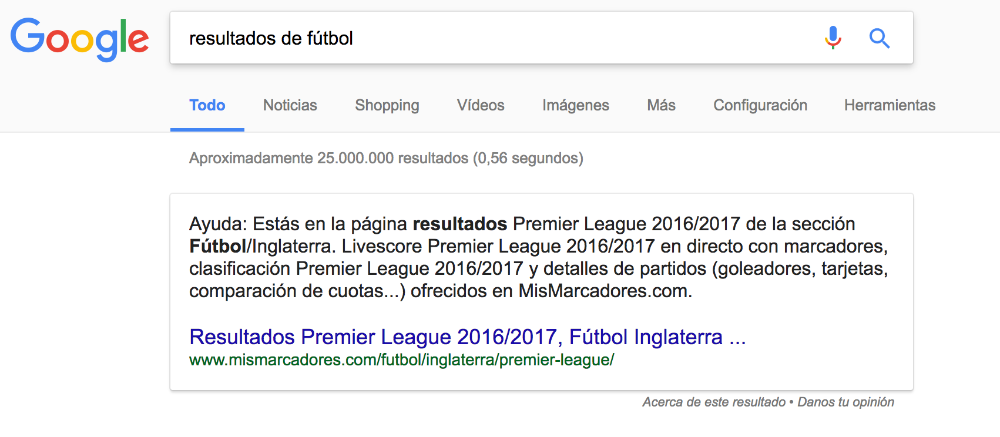 Google
resultados de fútbol
Todo Noticias Shopping Vídeos Imágenes Más Configuración Herramientas
Aproximadamente 25.000.000 resultados (0,56 segundos)
Ayuda: Estás en la página resultados Premier League 2016/2017 de la sección
Fútbol/Inglaterra. Livescore Premier League 2016/2017 en directo con marcadores,
clasificación Premier League 2016/2017 y detalles de partidos (goleadores, tarjetas,
comparación de cuotas...) ofrecidos en MisMarcadores.com.
Resultados Premier League 2016/2017, Fútbol Inglaterra ...
www.mismarcadores.com/futbol/inglaterra/premier-league/
Acerca de este resultado • Danos tu opinión